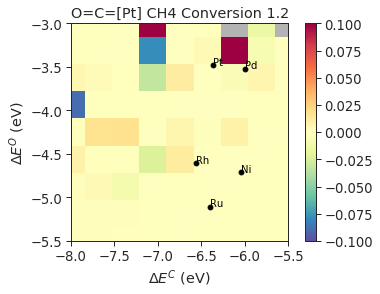 O=C=[Pt] CH4 Conversion 1.2
−3.0
−3.5
−4.0
−4.5
−5.0
−5.5
ΔE^O (eV)
Pt
Pd
Rh
Ni
Ru
−8.0 −7.5 −7.0 −6.5 −6.0 −5.5
ΔE^C (eV)
0.100
0.075
0.050
0.025
0.000
−0.025
−0.050
−0.075
−0.100